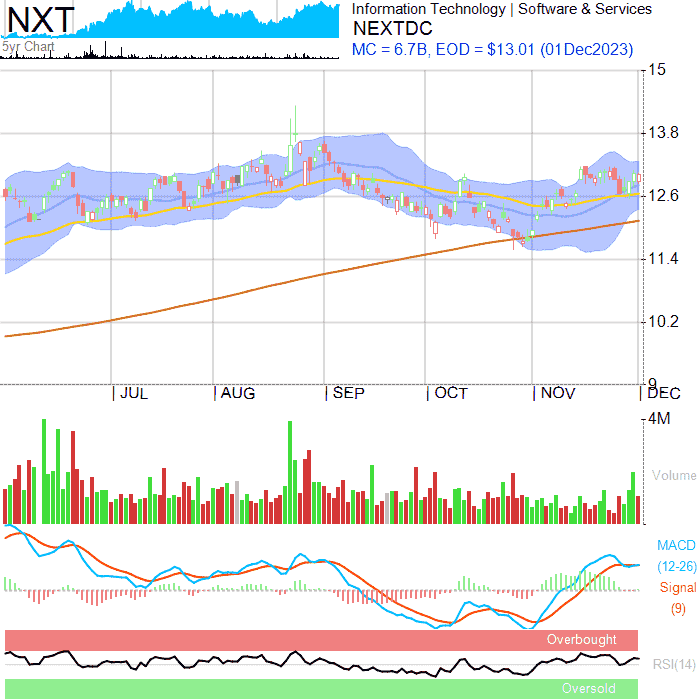 NXT
5yr Chart
Information Technology | Software & Services
NEXTDC
MC = 6.7B, EOD = $13.01 (01Dec2023)
15
13.8
12.6
11.4
10.2
9
JUL AUG SEP OCT NOV DEC
4M
Volume
MACD
(12-26)
Signal
(9)
Overbought
RSI(14)
Oversold